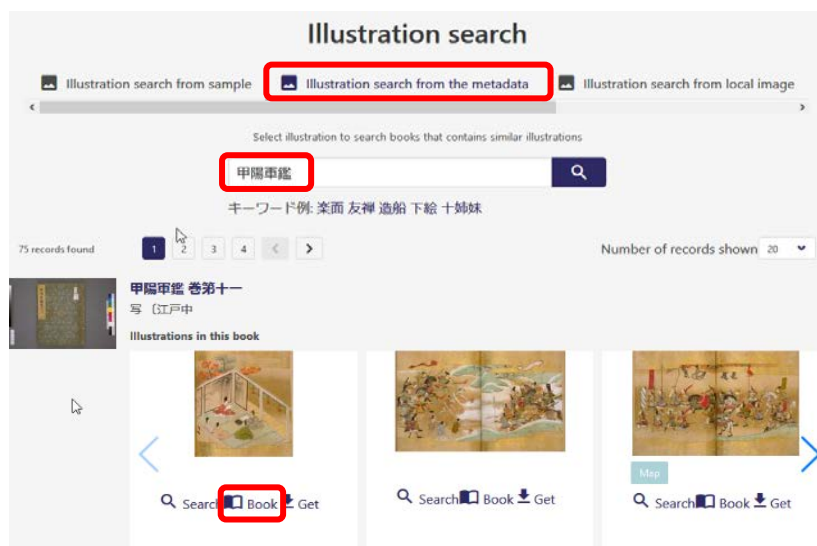 Illustration search
Illustration search from sample Illustration search from the metadata Illustration search from local image
Select illustration to search books that contains similar illustrations
甲陽軍鑑
キーワード例: 楽面 友禅 造船 下絵 十姉妹
75 records found 1 2 3 4 < > Number of records shown 20
甲陽軍鑑 巻第十一
写 〔江戸中
Illustrations in this book
Map
Search Book Get Search Book Get Search Book Get